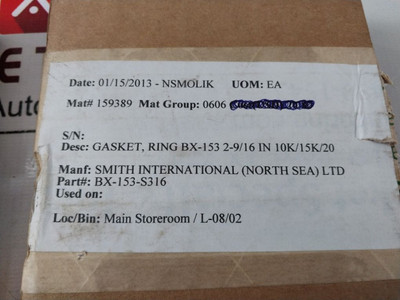 E T
Auto
Date: 01/15/2013 - NSMOLIK UOM: EA
Mat# 159389 Mat Group: 0606
S/N:
Desc: GASKET, RING BX-153 2-9/16 IN 10K/15K/20
Manf: SMITH INTERNATIONAL (NORTH SEA) LTD
Part#: BX-153-S316
Used on:
Loc/Bin: Main Storeroom / L-08/02